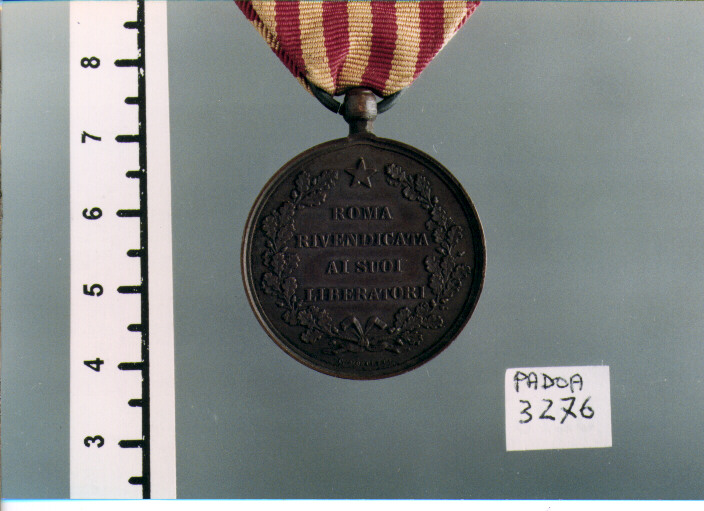 8
7
6
5
4
3
ROMA
RIVENDICATA
AI SUOI
LIBERATORI
PADOA
3276